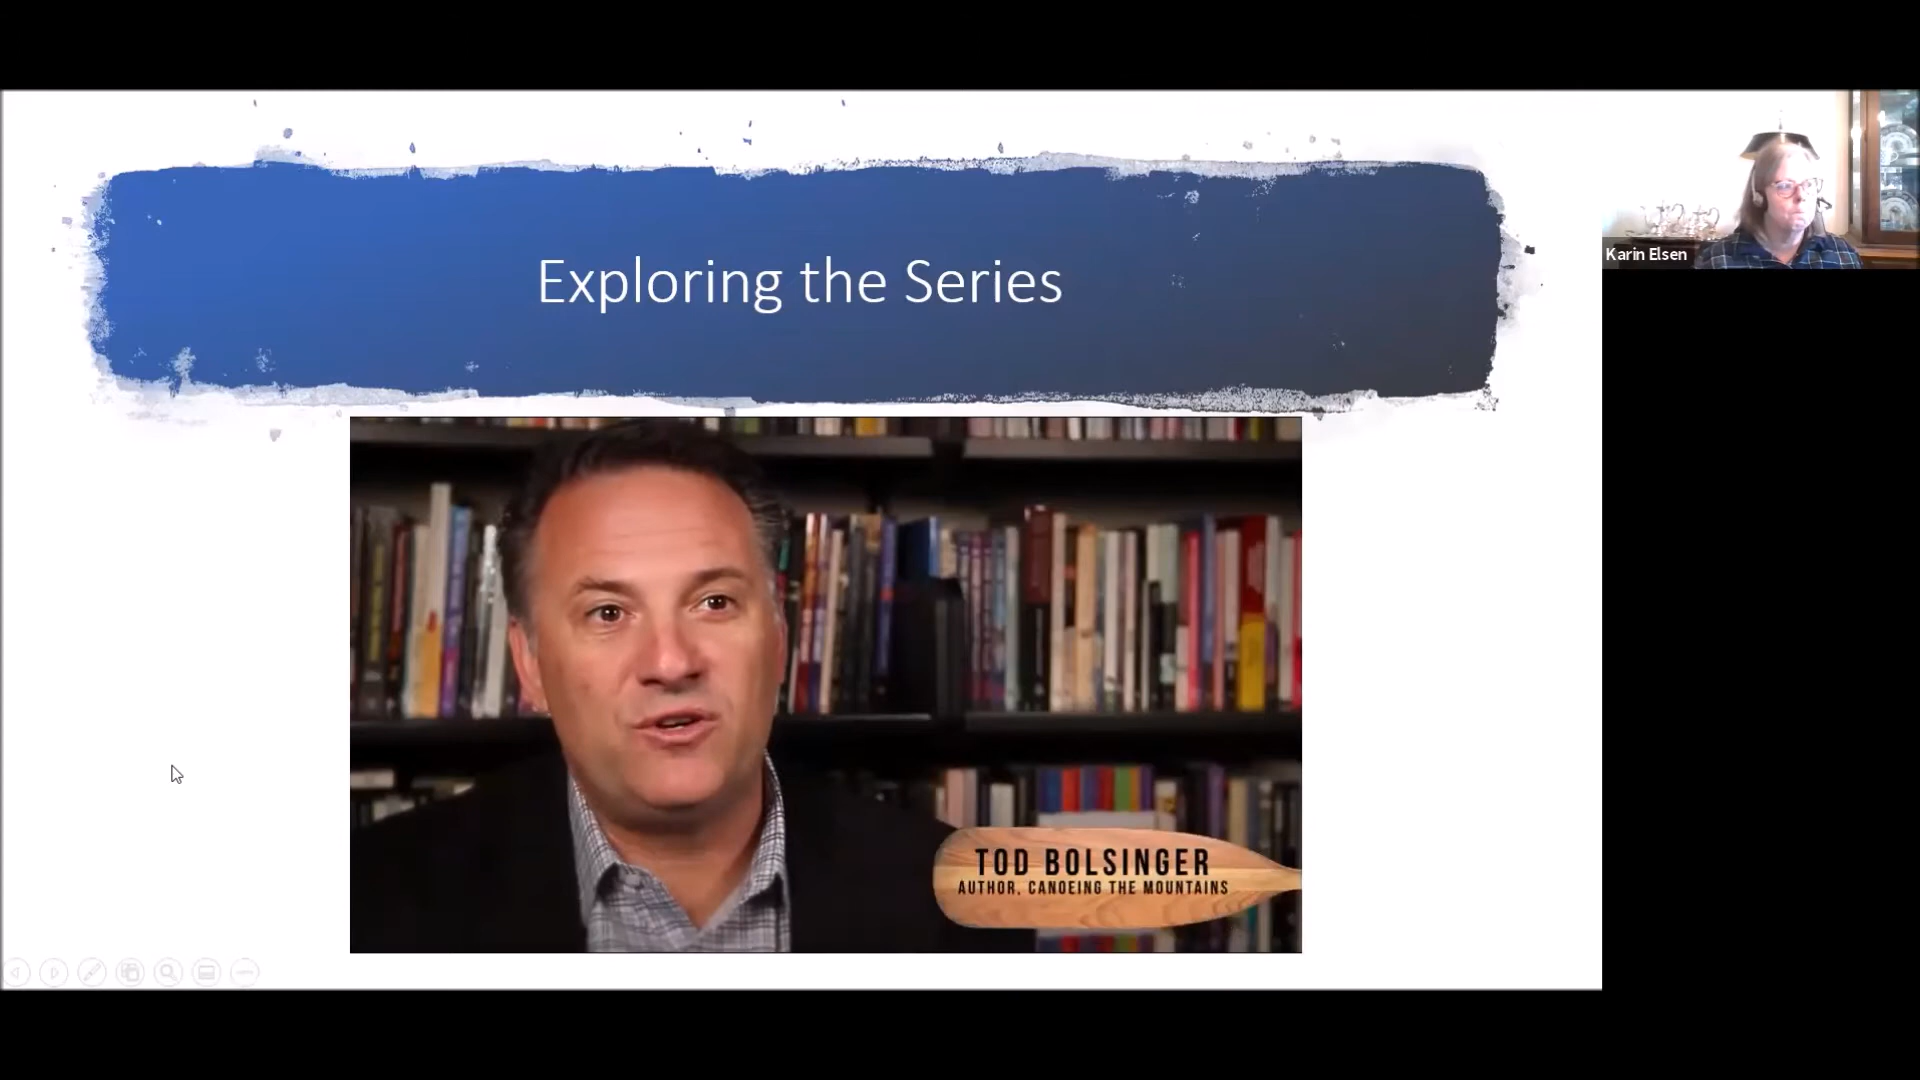 Exploring the Series
Karin Elsen
TOD BOLSINGER
AUTHOR, CANOEING THE MOUNTAINS